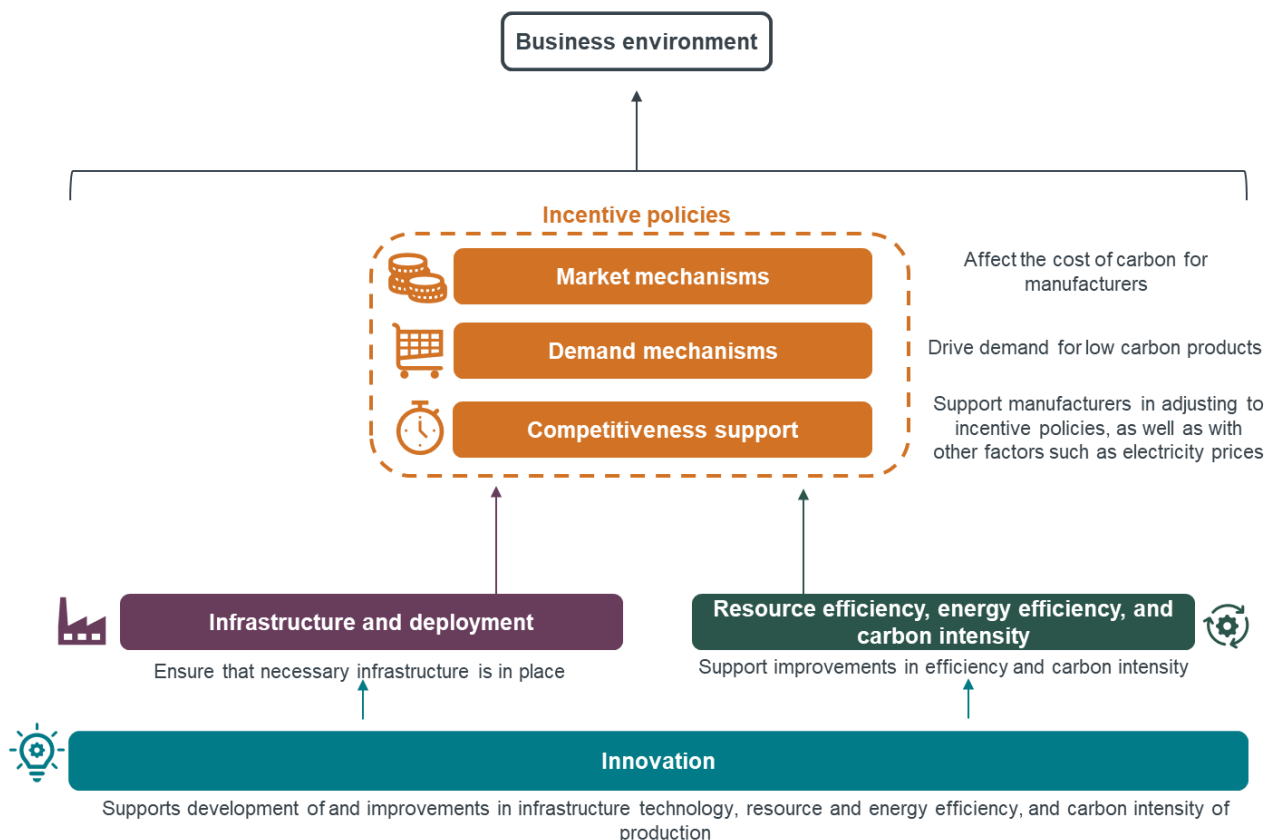 Business environment
Incentive policies
Market mechanisms
Affect the cost of carbon for
manufacturers
Demand mechanisms
Drive demand for low carbon products
Competitiveness support
Support manufacturers in adjusting to
incentive policies, as well as with
other factors such as electricity prices
Infrastructure and deployment
Ensure that necessary infrastructure is in place
Resource efficiency, energy efficiency, and
carbon intensity
Support improvements in efficiency and carbon intensity
Innovation
Supports development of and improvements in infrastructure technology, resource and energy efficiency, and carbon intensity of
production